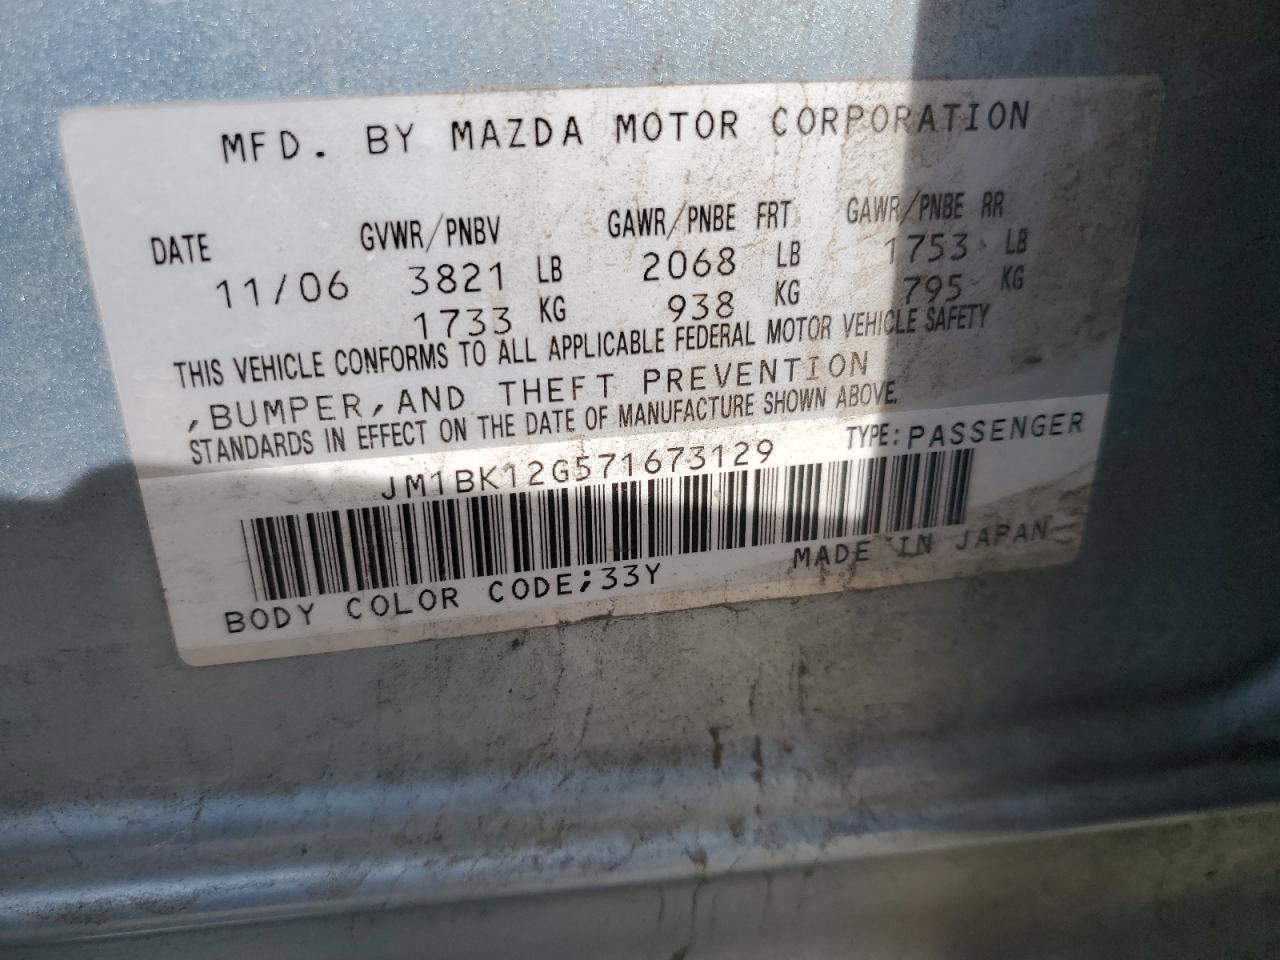 MFD. BY MAZDA MOTOR CORPORATION
DATE GVWR/PNBV GAWR/PNBE FRT GAWR/PNBE RR
11/06 3821 LB 2068 LB 1753 LB
1733 KG 938 KG 795 KG
THIS VEHICLE CONFORMS TO ALL APPLICABLE FEDERAL MOTOR VEHICLE SAFETY
,BUMPER,AND THEFT PREVENTION
STANDARDS IN EFFECT ON THE DATE OF MANUFACTURE SHOWN ABOVE.
JM1BK12G571673129 TYPE:PASSENGER
BODY COLOR CODE;33Y MADE IN JAPAN